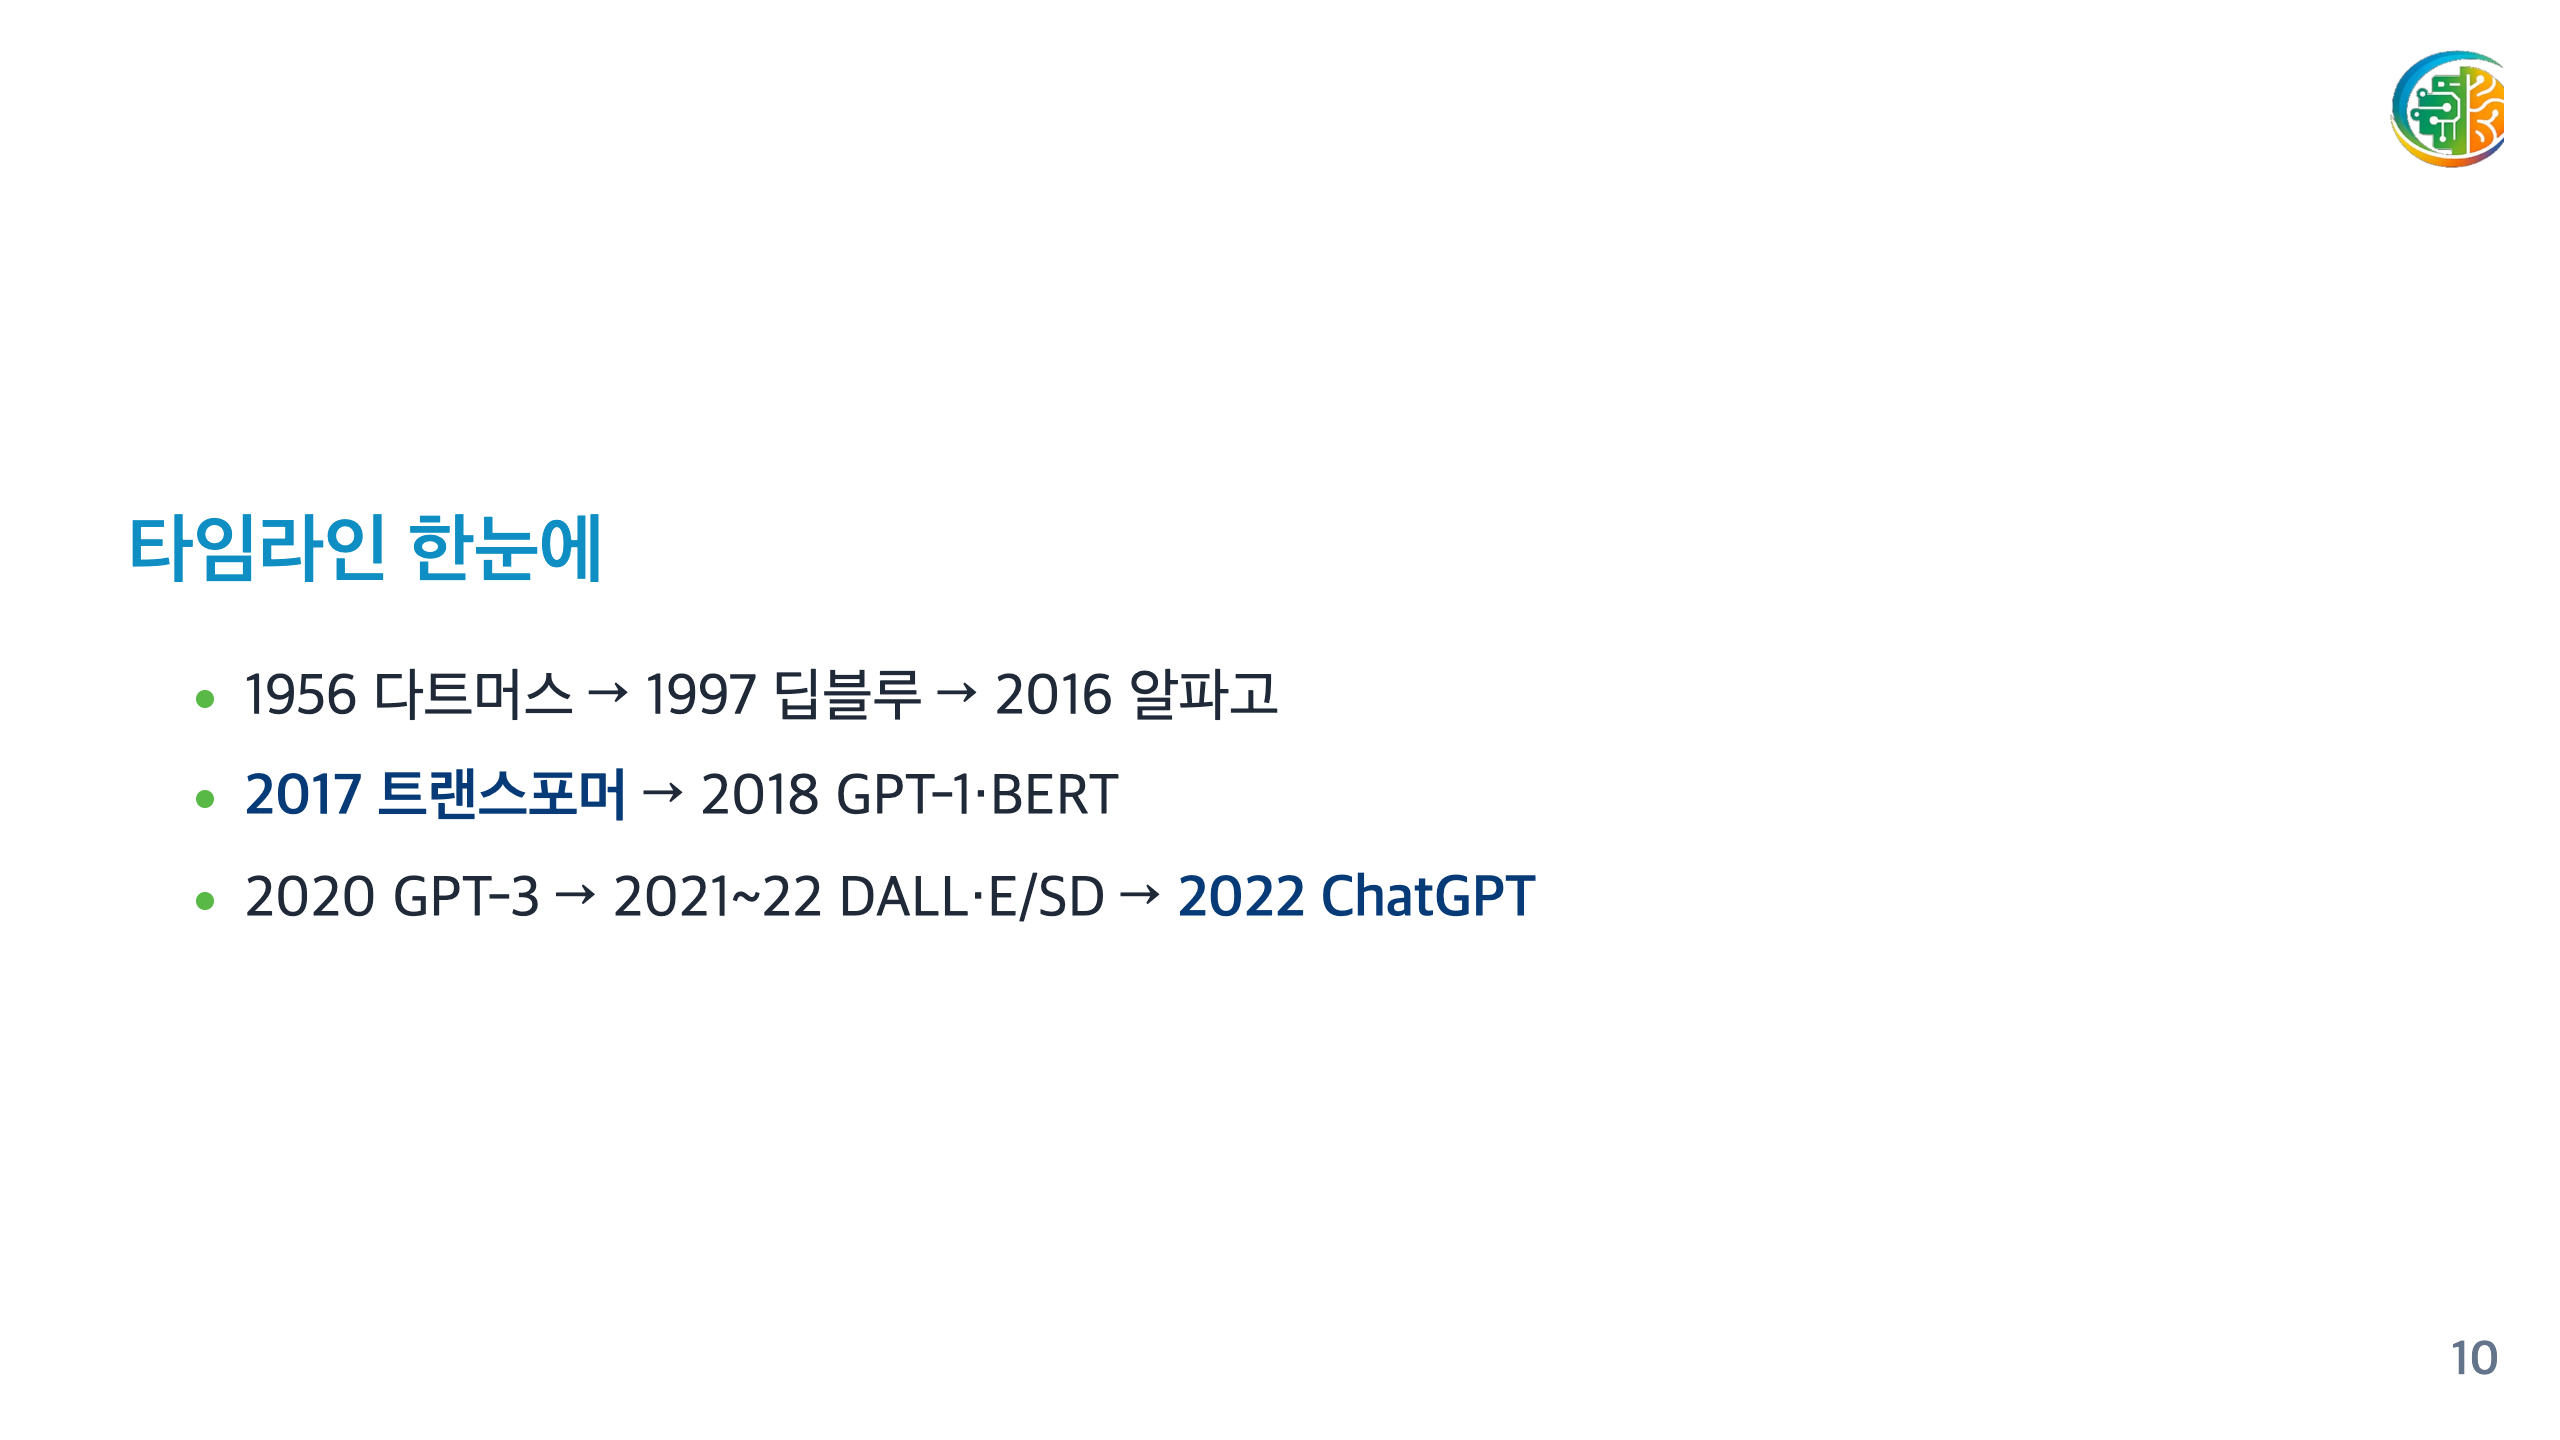 타임라인 한눈에
• 1956 다트머스 → 1997 딥블루 → 2016 알파고
• 2017 트랜스포머 → 2018 GPT-1·BERT
• 2020 GPT-3 → 2021~22 DALL·E/SD → 2022 ChatGPT
10